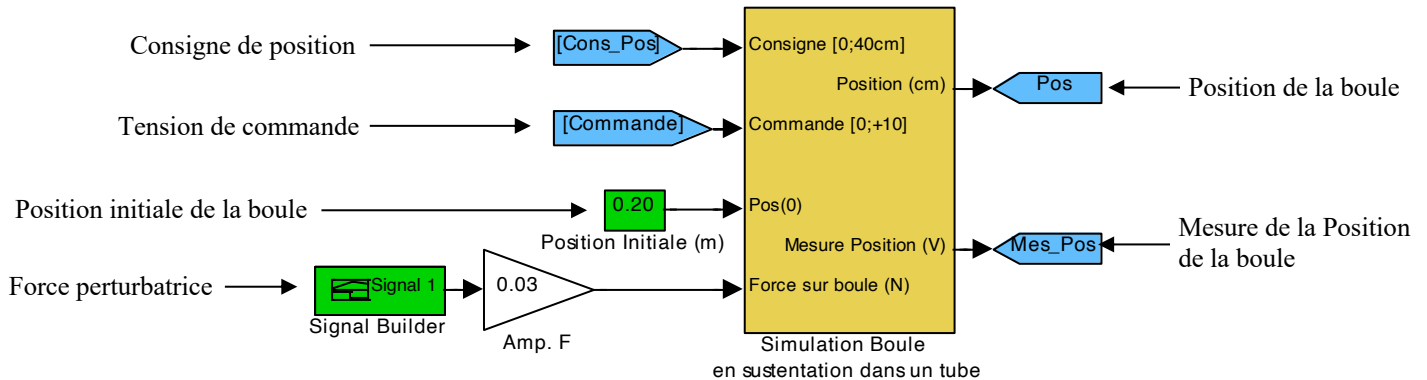 Consigne de position
[Cons_Pos]
Consigne [0;40cm]
Position (cm)
Pos
Position de la boule
Tension de commande
[Commande]
Commande [0;+10]
Position initiale de la boule
0.20
Position Initiale (m)
Pos(0)
Mesure Position (V)
Mes_Pos
Mesure de la Position
de la boule
Force perturbatrice
Signal 1
Signal Builder
0.03
Amp. F
Force sur boule (N)
Simulation Boule
en sustentation dans un tube